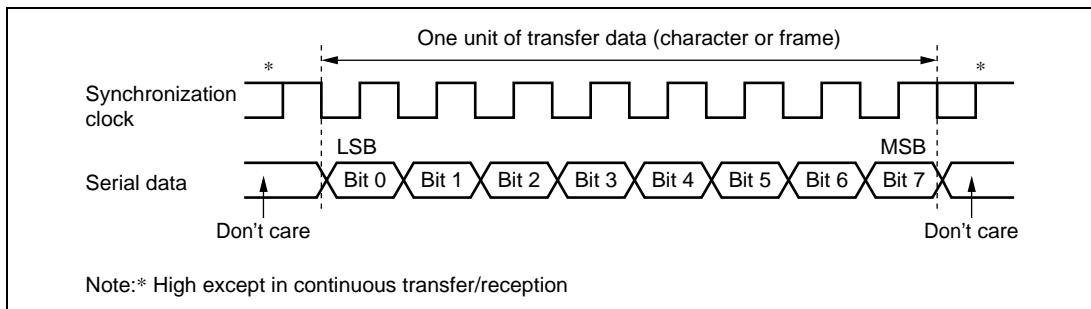 One unit of transfer data (character or frame)
* *
Synchronization
clock
LSB MSB
Serial data Bit 0 Bit 1 Bit 2 Bit 3 Bit 4 Bit 5 Bit 6 Bit 7
Don't care Don't care
Note:* High except in continuous transfer/reception